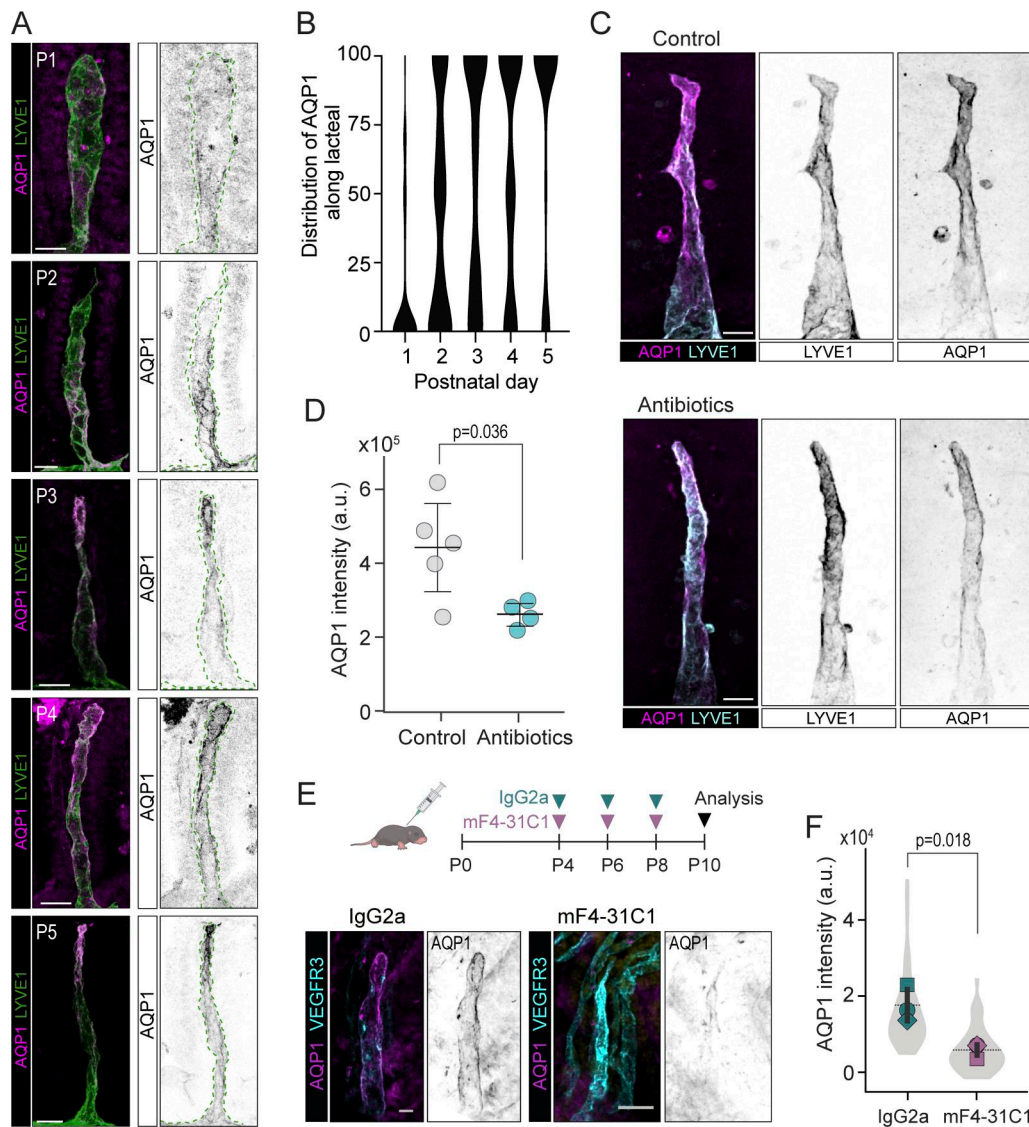 A
P1
AQP1 LYVE1
AQP1
P2
AQP1 LYVE1
AQP1
P3
AQP1 LYVE1
AQP1
P4
AQP1 LYVE1
AQP1
P5
AQP1 LYVE1
AQP1
B
Distribution of AQP1
along lacteal
100
75
50
25
0
1 2 3 4 5
Postnatal day
C
Control
AQP1 LYVE1
LYVE1
AQP1
Antibiotics
AQP1 LYVE1
LYVE1
AQP1
D
x10⁵
p=0.036
AQP1 intensity (a.u.)
6
4
2
0
Control Antibiotics
E
IgG2a
mF4-31C1
Analysis
P0 P4 P6 P8 P10
IgG2a
AQP1 VEGFR3
AQP1
mF4-31C1
AQP1 VEGFR3
AQP1
F
x10⁴
p=0.018
AQP1 intensity (a.u.)
4
2
0
IgG2a mF4-31C1